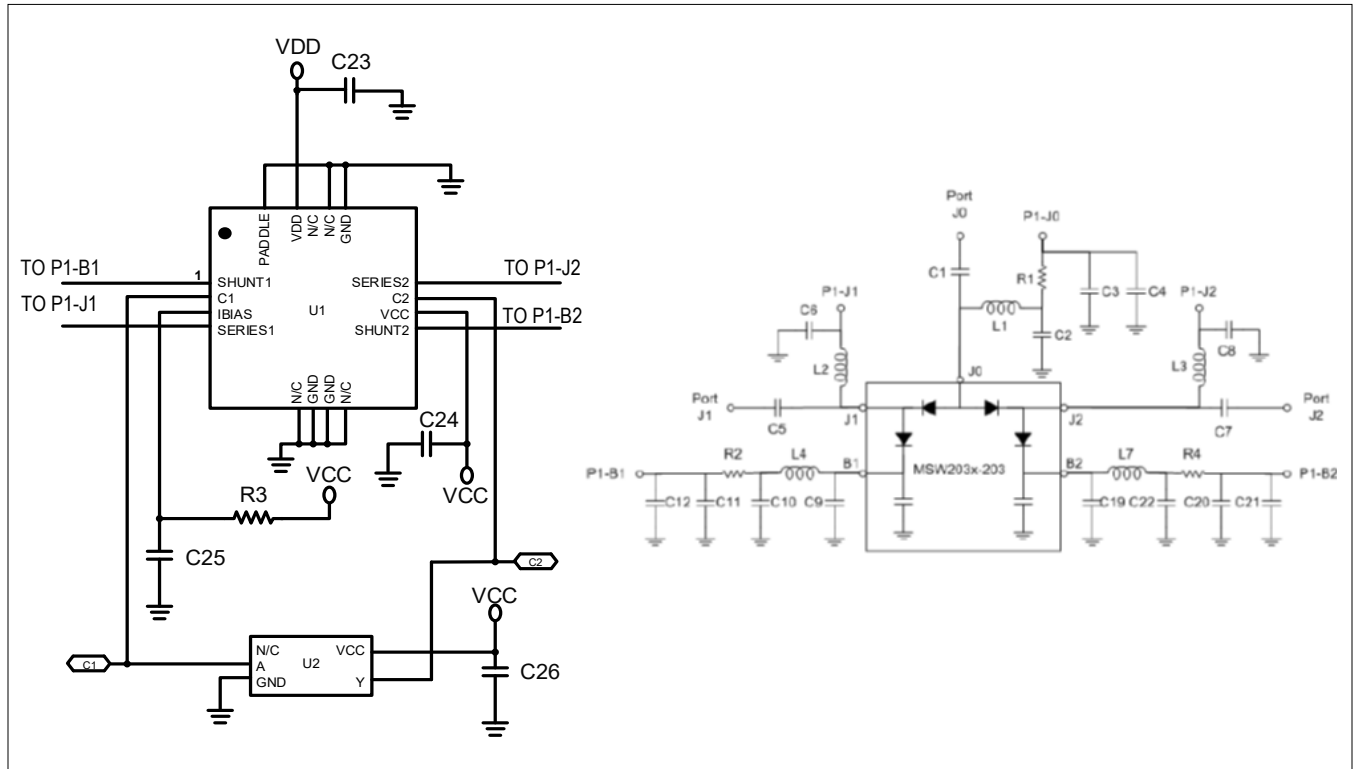 VDD
C23
PADDLE
VDD
N/C
N/C
GND
TO P1-B1
1
SHUNT1
TO P1-J1
C1
IBIAS
SERIES1
U1
SERIES2
TO P1-J2
C2
VCC
SHUNT2
TO P1-B2
N/C
GND
GND
N/C
C24
VCC
R3
VCC
C25
C2
VCC
C1
N/C
A
GND
U2
VCC
Y
C26
Port
J0
P1-J0
C1
R1
C3
C4
L1
C2
P1-J1
C6
L2
P1-J2
C8
L3
J0
Port
J1
C5
J1
J2
C7
Port
J2
P1-B1
R2
L4
B1
MSW203x-203
B2
L7
R4
P1-B2
C12
C11
C10
C9
C19
C22
C20
C21